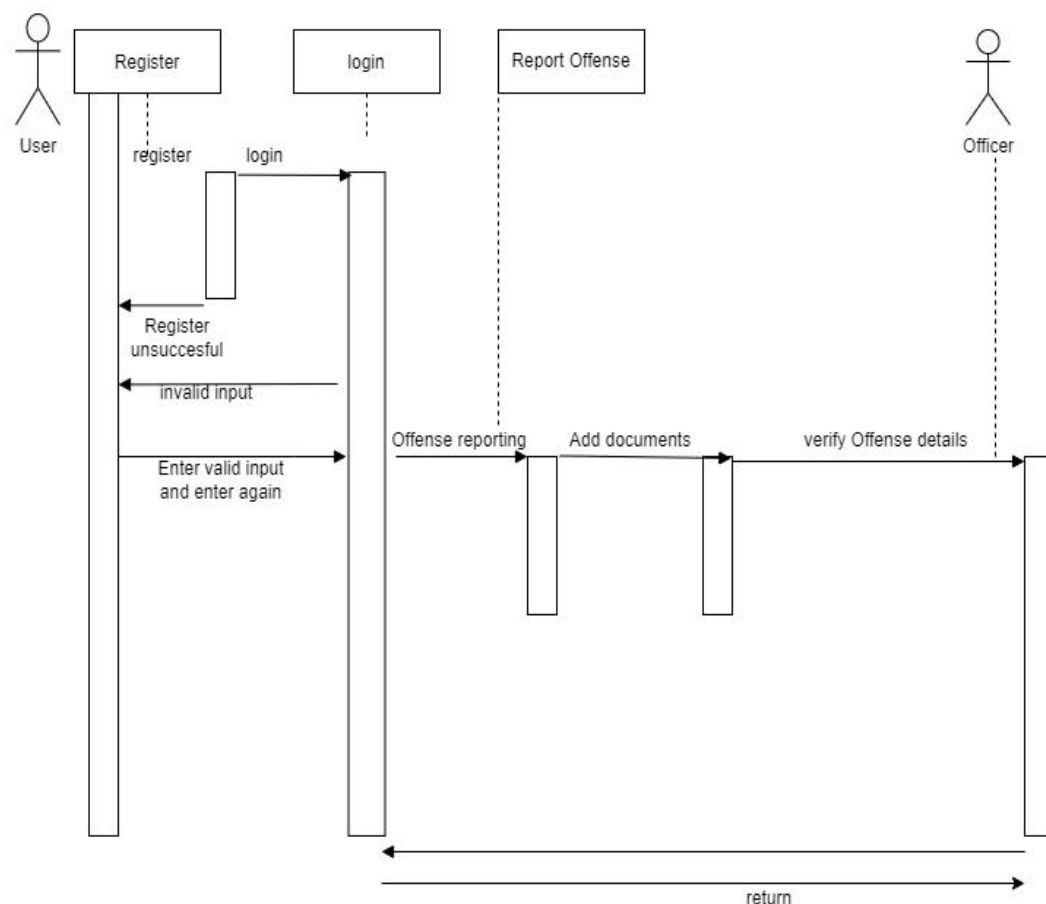 Register
login
Report Offense
User
Officer
register
login
Register
unsuccesful
invalid input
Offense reporting
Add documents
verify Offense details
Enter valid input
and enter again
return